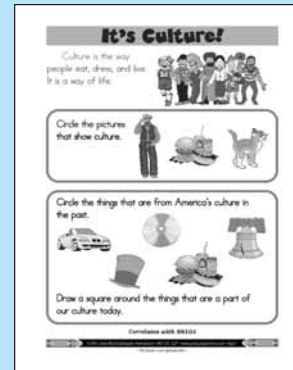 It's Culture!
Culture is the way
people eat, dress, and live.
It is a way of life.
Circle the pictures
that show culture.
Circle the things that are from America's culture in
the past.
Draw a square around the things that are a part of
our culture today.
Correlates with